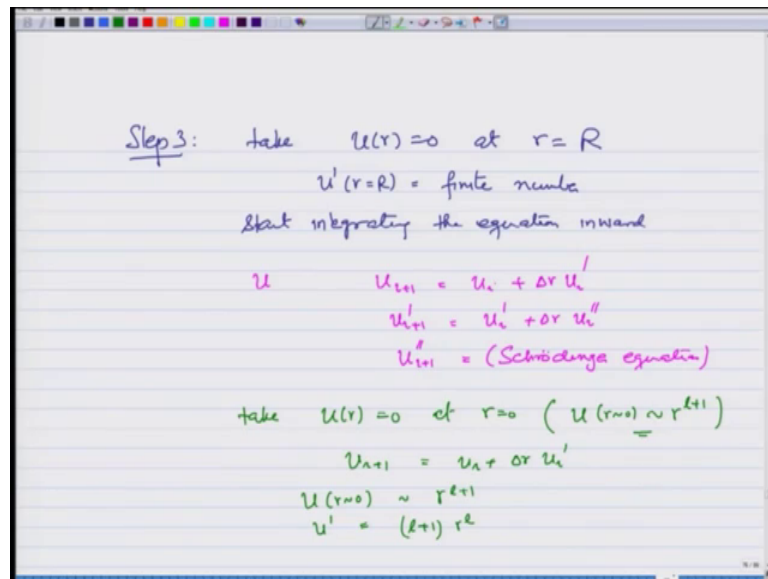 Step 3: take U(r) = 0 at r = R
U'(r=R) = finite number
Start integrating the equation inward
U U_{i+1} = U_i + Δr U_i'
U'_{i+1} = U_i' + Δr U_i''
U''_{i+1} = (Schrödinger equation)
take U(r) = 0 at r=0 ( U(r~0) ~ r^{l+1} )
U_{i+1} = U_i + Δr U_i'
U(r~0) ~ r^{l+1}
U' = (l+1) r^l